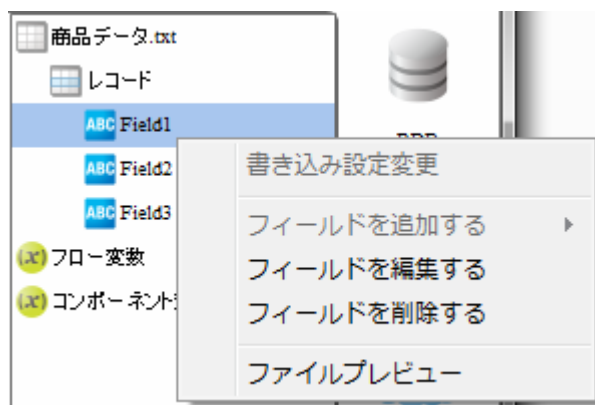 商品データ.txt
レコード
ABC Field1
ABC Field2
ABC Field3
(x) フロー変数
(x) コンポーネント
書き込み設定変更
フィールドを追加する
フィールドを編集する
フィールドを削除する
ファイルプレビュー